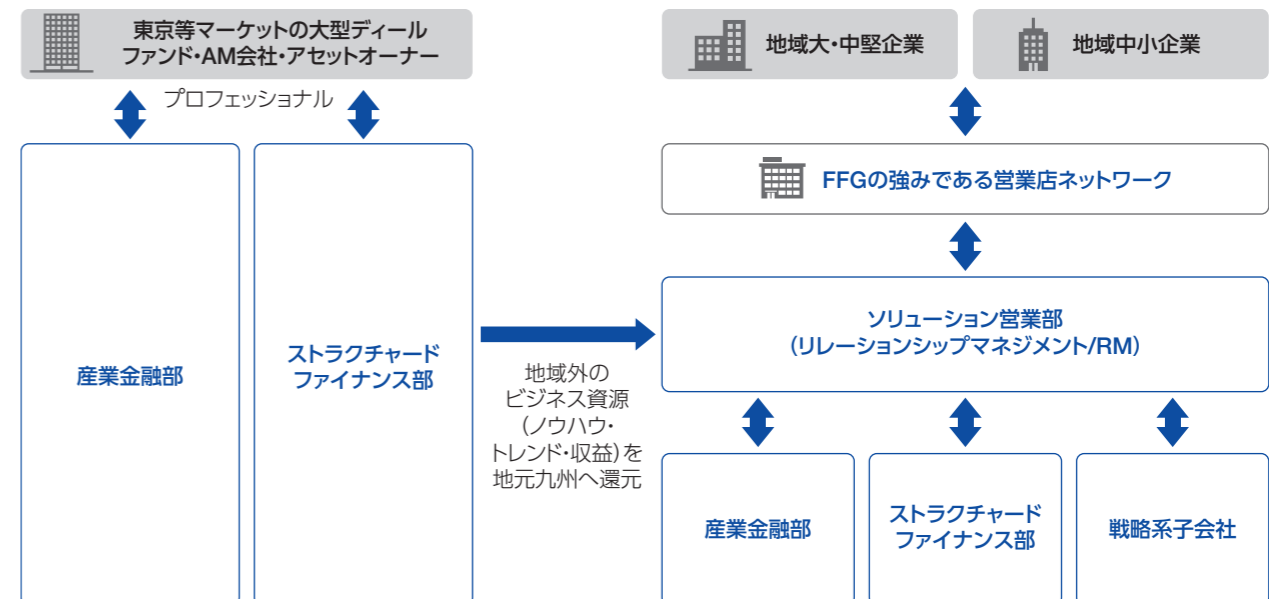 東京等マーケットの大型ディール
ファンド・AM会社・アセットオーナー
プロフェッショナル
産業金融部
ストラクチャード
ファイナンス部
地域外の
ビジネス資源
（ノウハウ・
トレンド・収益）を
地元九州へ還元
地域大・中堅企業
地域中小企業
FFGの強みである営業店ネットワーク
ソリューション営業部
（リレーションシップマネジメント/RM）
産業金融部
ストラクチャード
ファイナンス部
戦略系子会社